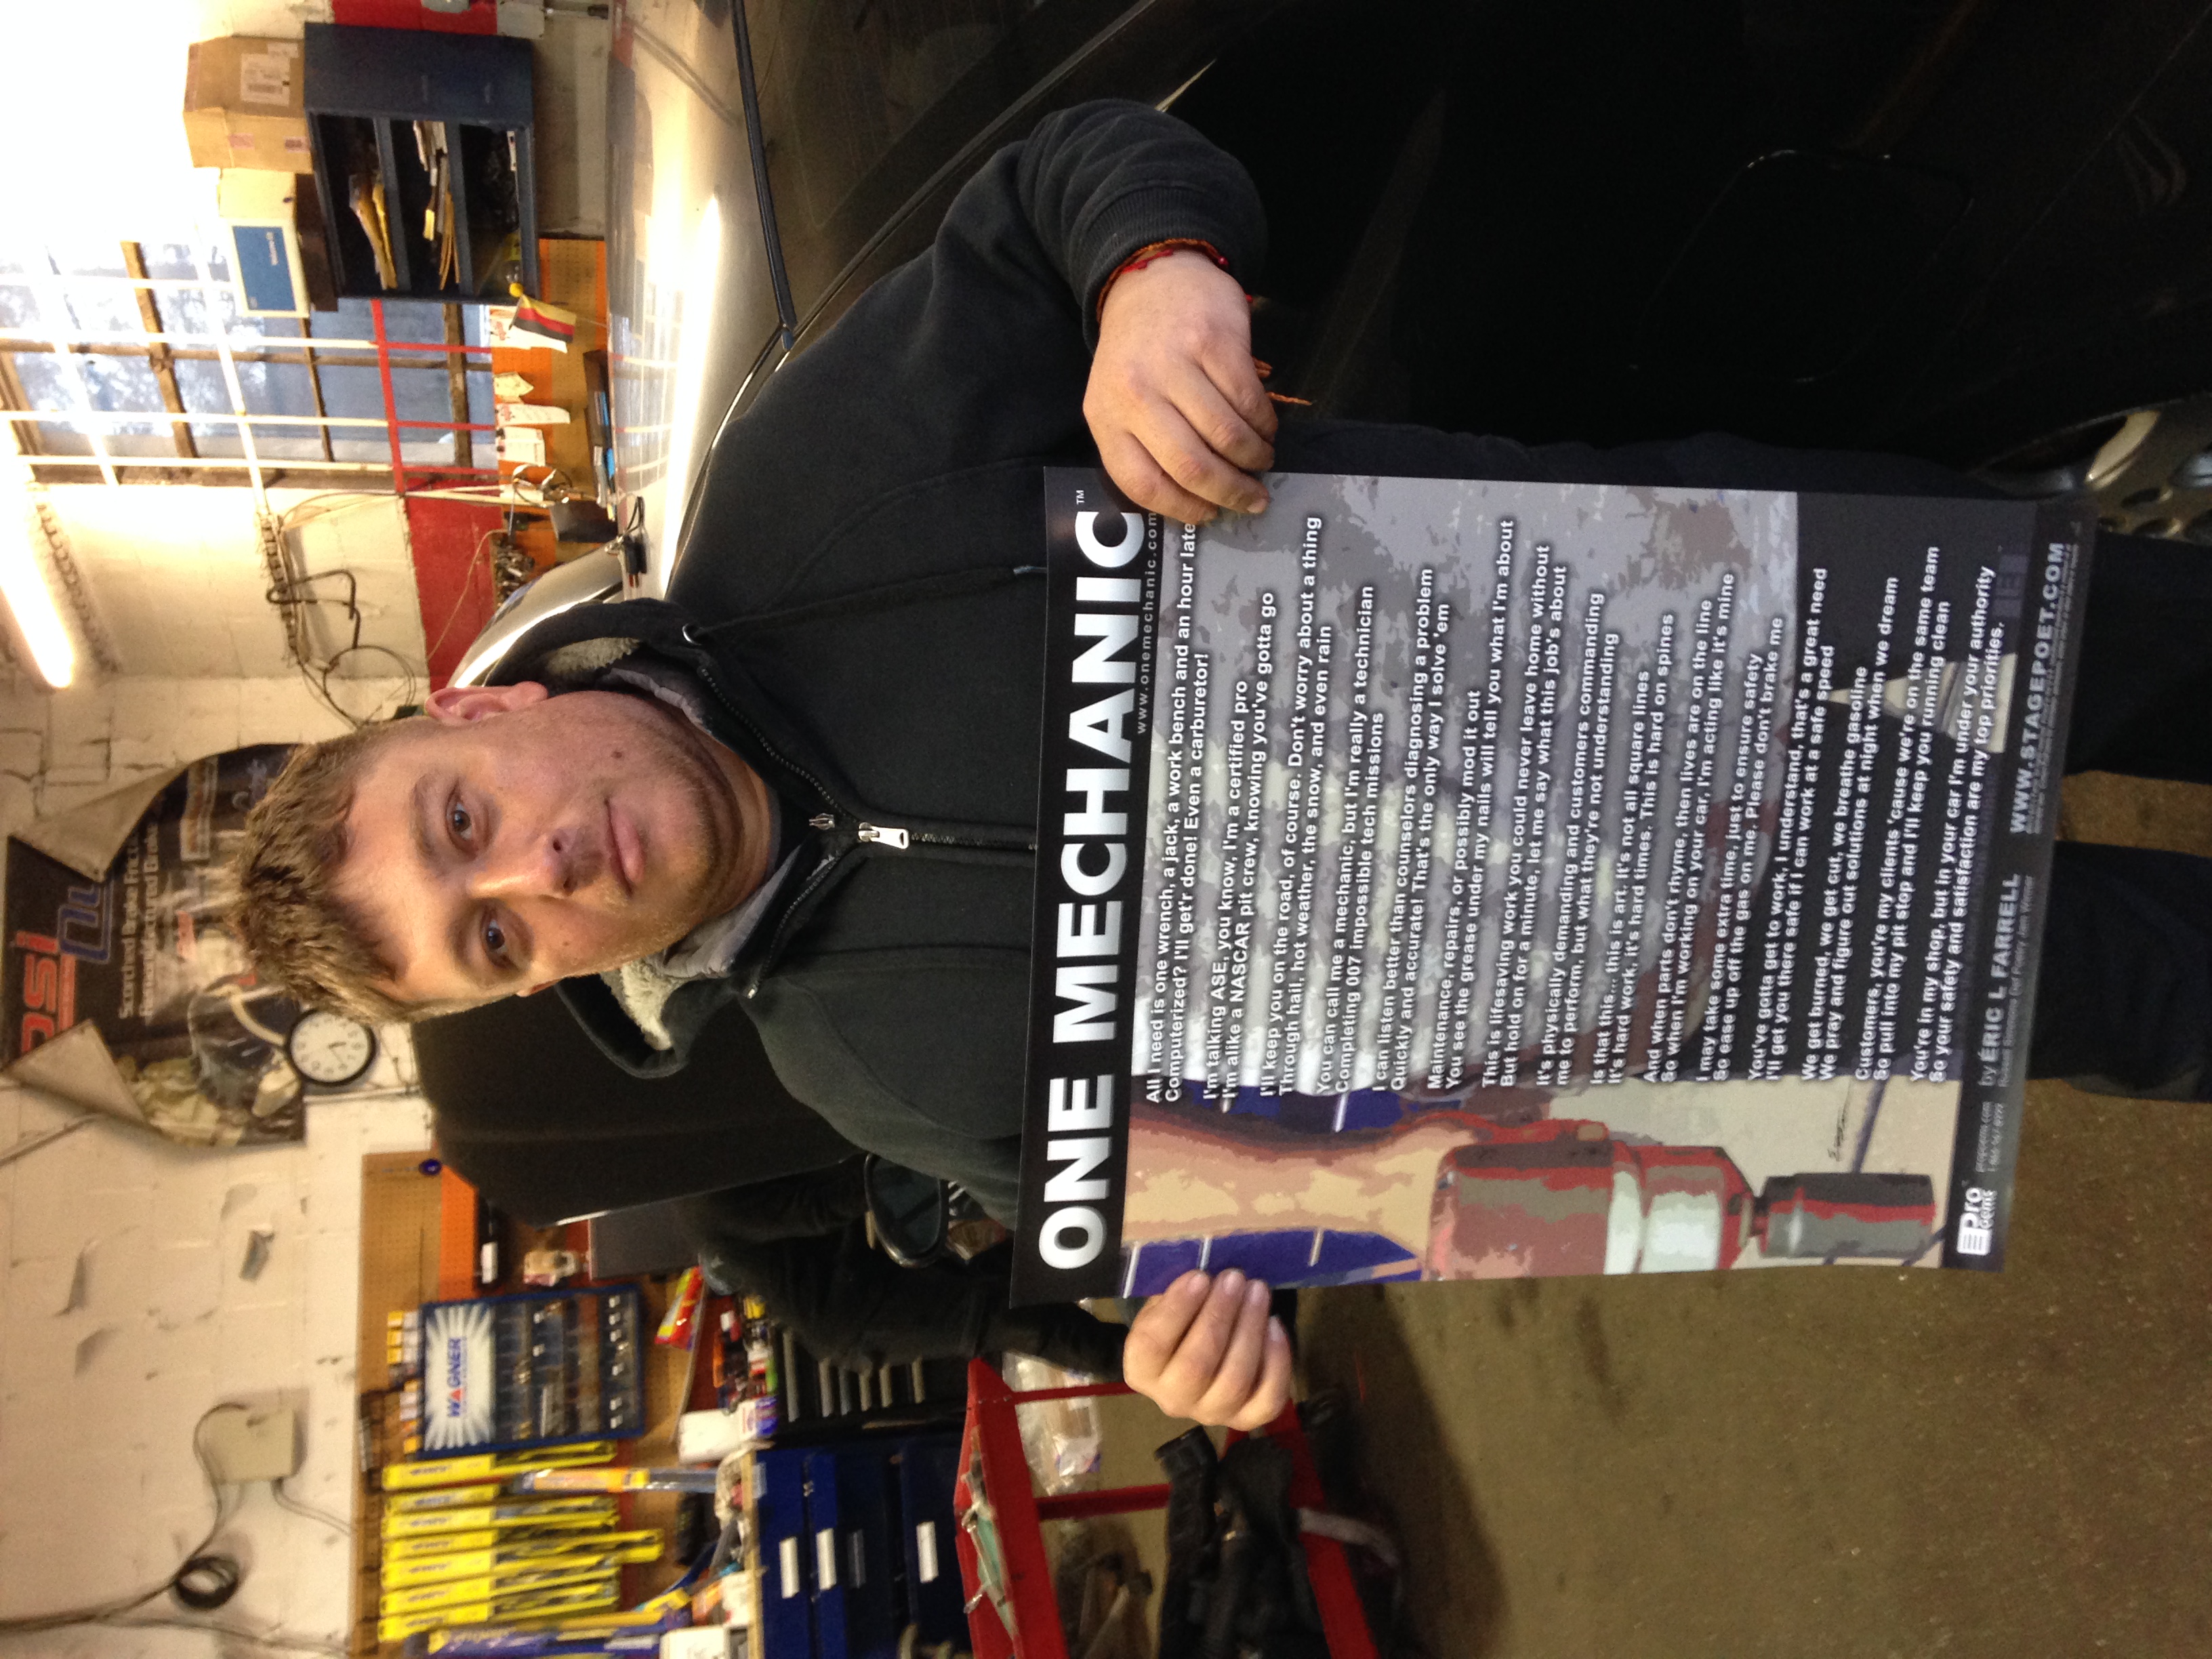 Scorched Brake Friction
WAGNER
ONE MECHANIC™
www.onemechanic.com
All I need is one wrench, a jack, a work bench and an hour late
Computerized? I'll get'r done! Even a carburetor!
I'm talking ASE, you know, I'm a certified pro
I'm alike a NASCAR pit crew, knowing you've gotta go
I'll keep you on the road, of course. Don't worry about a thing
Through hail, hot weather, the snow, and even rain
You can call me a mechanic, but I'm really a technician
Completing 007 impossible tech missions
I can listen better than counselors diagnosing a problem
Quickly and accurate! That's the only way I solve 'em
Maintenance, repairs, or possibly mod it out
You see the grease under my nails will tell you what I'm about
This is lifesaving work you could never leave home without
But hold on for a minute, let me say what this job's about
It's physically demanding and customers commanding
me to perform, but what they're not understanding
Is that this... this is art. It's not all square lines
It's hard work, it's hard times. This is hard on spines
And when parts don't rhyme, then lives are on the line
So when I'm working on your car, I'm acting like it's mine
I may take some extra time, just to ensure safety
So ease up off the gas on me. Please don't brake me
You've gotta get to work, I understand, that's a great need
I'll get you there safe if I can work at a safe speed
We get burned, we get cut, we breathe gasoline
We pray and figure out solutions at night when we dream
Customers, you're my clients 'cause we're on the same team
So pull into my pit stop and I'll keep you running clean
You're in my shop, but in your car I'm under your authority
So your safety and satisfaction are my top priorities.
Pro Gems
by ERIC L FARRELL
WWW.STAGEPOET.COM